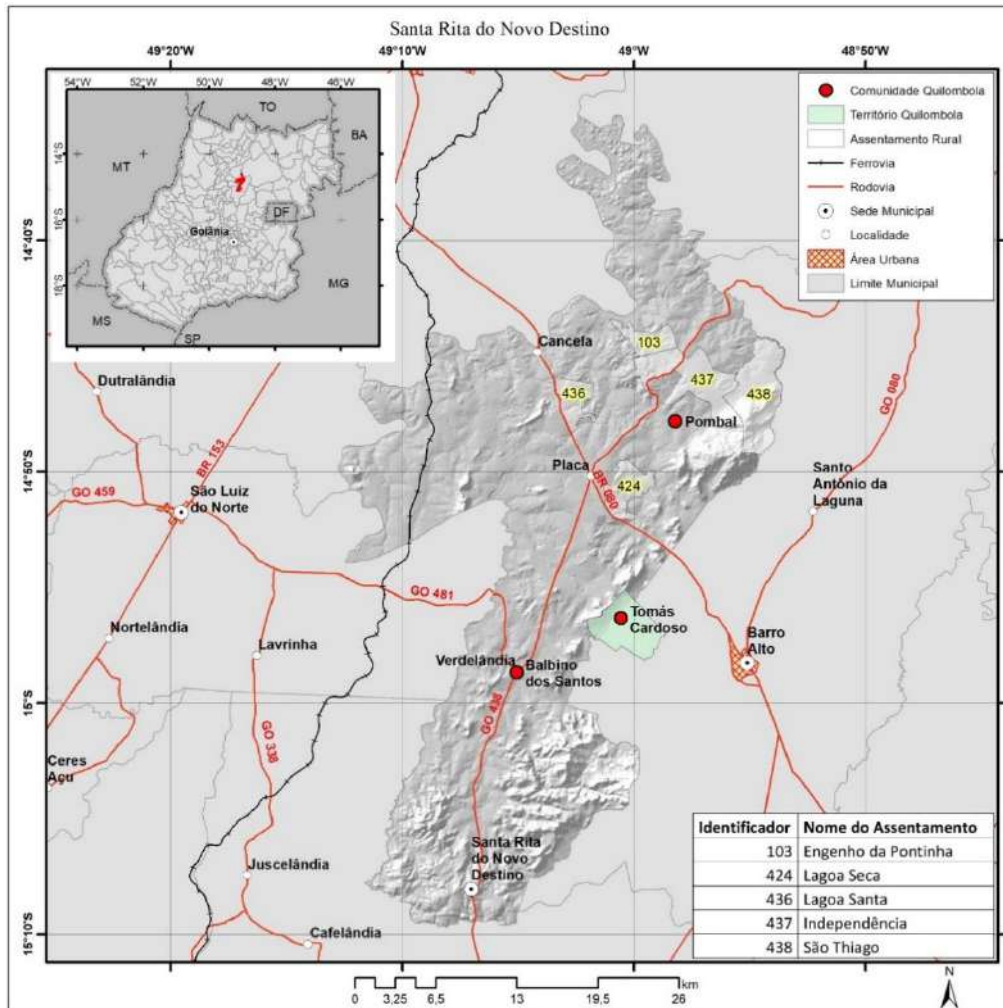 Santa Rita do Novo Destino
49°20'W
49°10'W
49°0'W
48°50'W
54°W
52°W
50°W
48°W
46°W
TO
BA
MT
14°S
16°S
DF
Goiânia
18°S
MG
MS
SP
Comunidade Quilombola
Território Quilombola
Assentamento Rural
Ferrovia
Rodovia
Sede Municipal
Localidade
Área Urbana
Limite Municipal
14°40'S
14°50'S
15°S
15°10'S
Cancela
103
437
436
438
Dutralândia
Pombal
GO 080
BR 153
Placa
424
BR 080
Santo
Antônio da
Laguna
GO 459
São Luiz
do Norte
GO 481
Tomás
Cardoso
Nortelândia
Lavrinha
Verdelândia
Balbino
dos Santos
Barro
Alto
GO 338
GO 438
Ceres
Açu
Santa Rita
do Novo
Destino
Juscelândia
Cafelândia
Identificador Nome do Assentamento
103 Engenho da Pontinha
424 Lagoa Seca
436 Lagoa Santa
437 Independência
438 São Thiago
km
0 3,25 6,5 13 19,5 26
N